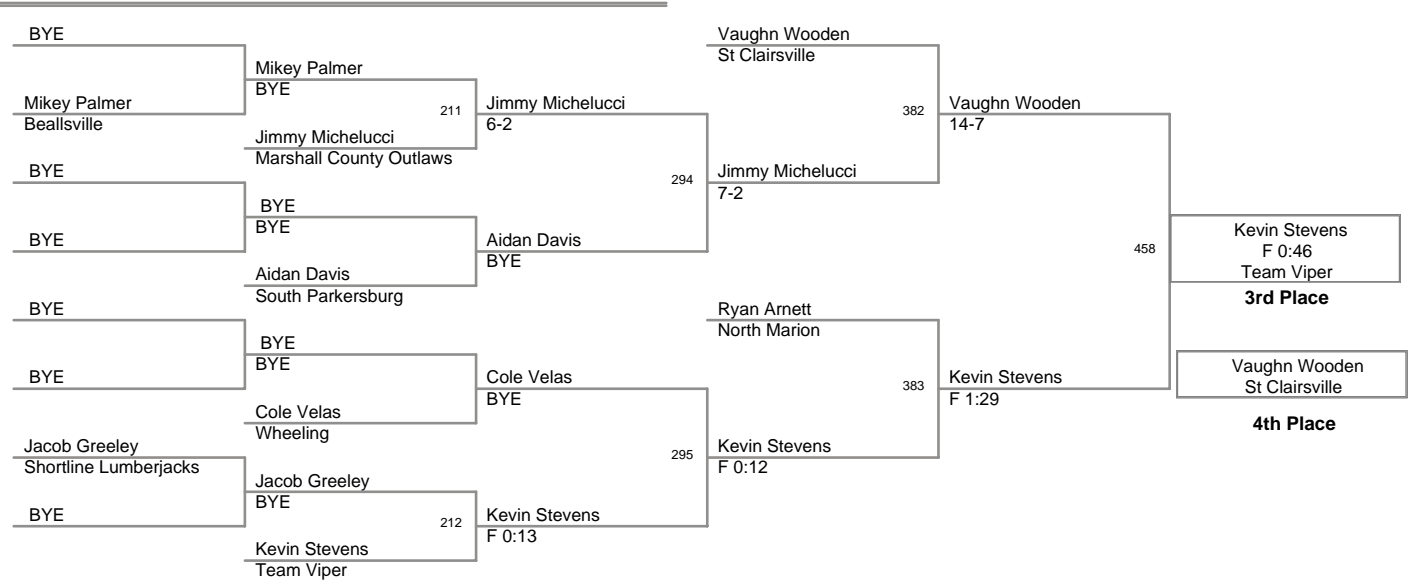 BYE
Mikey Palmer
Beallsville
BYE
BYE
BYE
BYE
Jacob Greeley
Shortline Lumberjacks
BYE
Mikey Palmer
BYE
211
Jimmy Michelucci
Marshall County Outlaws
BYE
BYE
Aidan Davis
South Parkersburg
BYE
BYE
Cole Velas
Wheeling
Jacob Greeley
BYE
212
Kevin Stevens
Team Viper
Jimmy Michelucci
6-2
294
Aidan Davis
BYE
Cole Velas
BYE
295
Kevin Stevens
F 0:13
Vaughn Wooden
St Clairsville
382
Jimmy Michelucci
7-2
Ryan Arnett
North Marion
383
Kevin Stevens
F 0:12
Vaughn Wooden
14-7
458
Kevin Stevens
F 1:29
Kevin Stevens
F 0:46
Team Viper
3rd Place
Vaughn Wooden
St Clairsville
4th Place